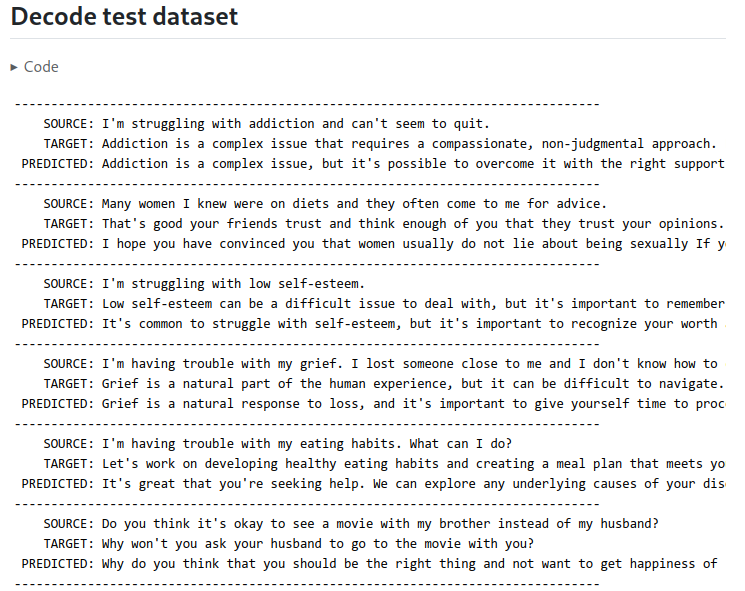 Decode test dataset
▸ Code
--------------------------------------------------------------------------------
SOURCE: I'm struggling with addiction and can't seem to quit.
TARGET: Addiction is a complex issue that requires a compassionate, non-judgmental approach.
PREDICTED: Addiction is a complex issue, but it's possible to overcome it with the right support
--------------------------------------------------------------------------------
SOURCE: Many women I knew were on diets and they often come to me for advice.
TARGET: That's good your friends trust and think enough of you that they trust your opinions.
PREDICTED: I hope you have convinced you that women usually do not lie about being sexually If y
--------------------------------------------------------------------------------
SOURCE: I'm struggling with low self-esteem.
TARGET: Low self-esteem can be a difficult issue to deal with, but it's important to remember
PREDICTED: It's common to struggle with self-esteem, but it's important to recognize your worth
--------------------------------------------------------------------------------
SOURCE: I'm having trouble with my grief. I lost someone close to me and I don't know how to
TARGET: Grief is a natural part of the human experience, but it can be difficult to navigate.
PREDICTED: Grief is a natural response to loss, and it's important to give yourself time to proc
--------------------------------------------------------------------------------
SOURCE: I'm having trouble with my eating habits. What can I do?
TARGET: Let's work on developing healthy eating habits and creating a meal plan that meets yo
PREDICTED: It's great that you're seeking help. We can explore any underlying causes of your dis
--------------------------------------------------------------------------------
SOURCE: Do you think it's okay to see a movie with my brother instead of my husband?
TARGET: Why won't you ask your husband to go to the movie with you?
PREDICTED: Why do you think that you should be the right thing and not want to get happiness of
--------------------------------------------------------------------------------